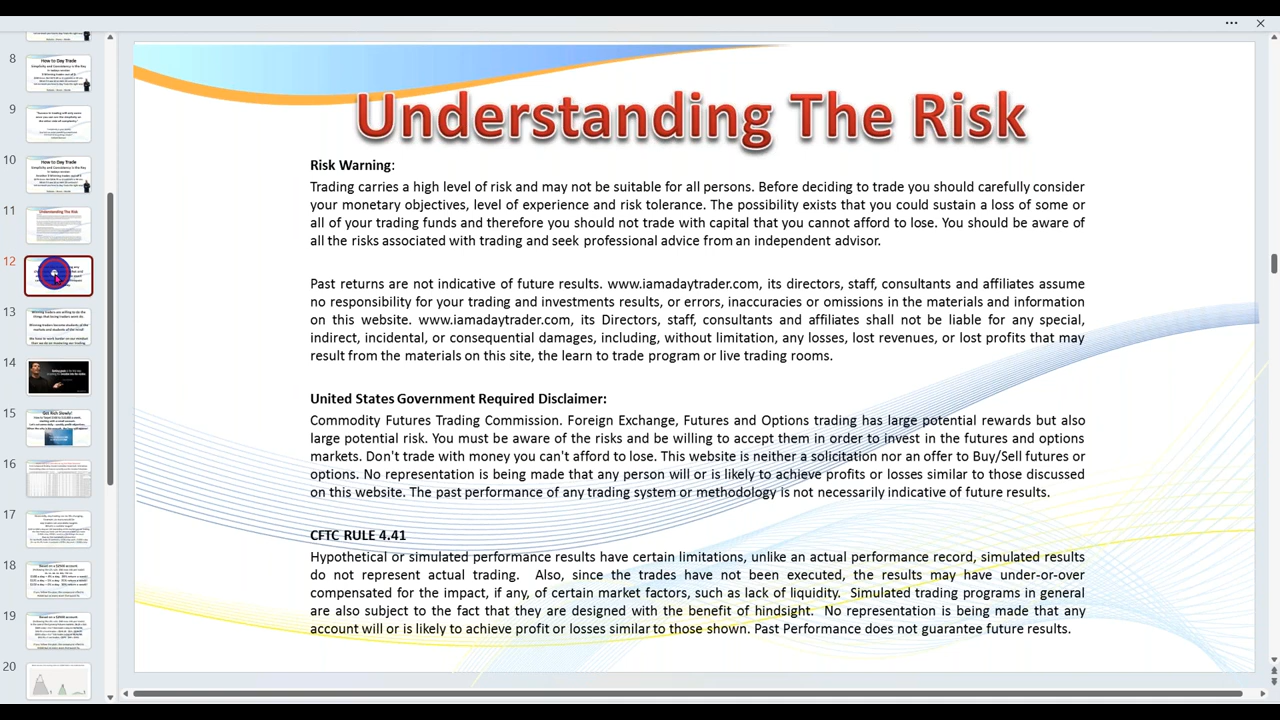 How to Day Trade
9
10
How to Day Trade
Understanding The Risk
12
13
15
Get Rich Slowly!
17
18
20
Understanding The Risk
Risk Warning:
Trading carries a high level of risk and may not be suitable for all persons. Before deciding to trade you should carefully consider
your monetary objectives, level of experience and risk tolerance. The possibility exists that you could sustain a loss of some or
all of your trading funds and therefore you should not trade with capital that you cannot afford to lose. You should be aware of
all the risks associated with trading and seek professional advice from an independent advisor.
Past returns are not indicative of future results. www.iamadaytrader.com, its directors, staff, consultants and affiliates assume
no responsibility for your trading and investments results, or errors, inaccuracies or omissions in the materials and information
on this website. www.iamadaytrader.com, its Directors, staff, consultants and affiliates shall not be liable for any special,
indirect, incidental, or consequential damages, including, without limitation, any losses, lost revenues, or lost profits that may
result from the materials on this site, the learn to trade program or live trading rooms.
United States Government Required Disclaimer:
Commodity Futures Trading Commission. Foreign Exchange, Futures and Options trading has large potential rewards but also
large potential risk. You must be aware of the risks and be willing to accept them in order to invest in the futures and options
markets. Don't trade with money you can't afford to lose. This website is neither a solicitation nor an offer to Buy/Sell futures or
options. No representation is being made that any person will or is likely to achieve profits or losses similar to those discussed
on this website. The past performance of any trading system or methodology is not necessarily indicative of future results.
CFTC RULE 4.41
Hypothetical or simulated performance results have certain limitations, unlike an actual performance record, simulated results
do not represent actual trading. Also, since the trades have not been executed, the results may have under-or-over
compensated for the impact, if any, of certain market factors, such as lack of liquidity. Simulated trading programs in general
are also subject to the fact that they are designed with the benefit of hindsight. No representation is being made that any
account will or is likely to achieve profit or losses similar to those shown. Past Performance does not guarantee future results.